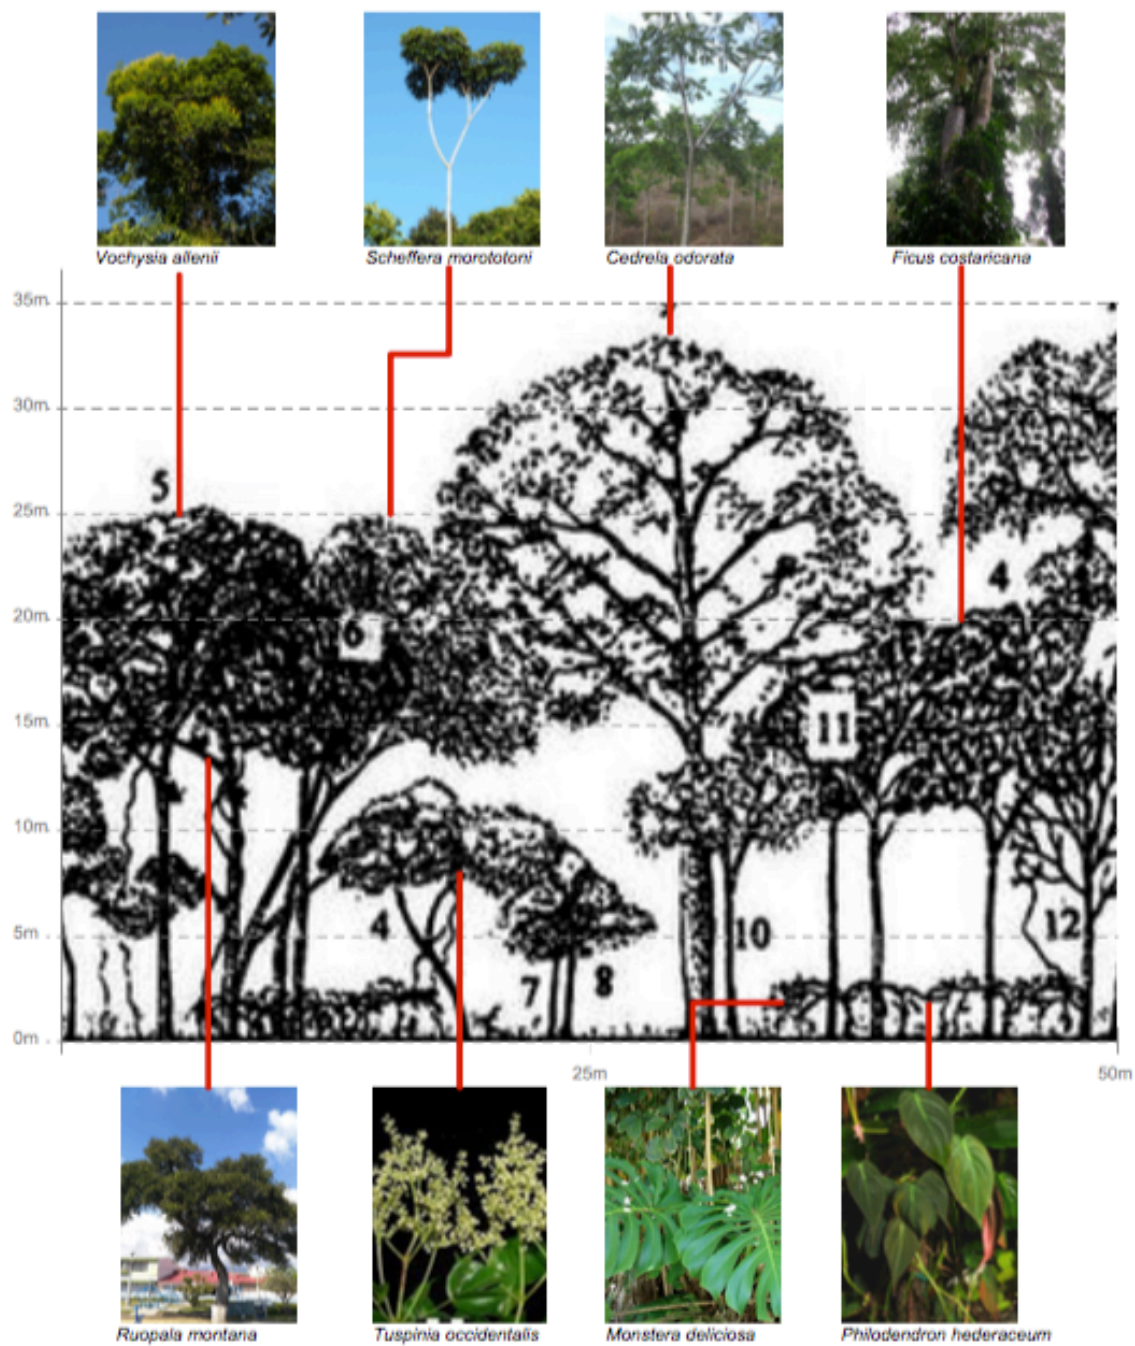 Vochysia allenii
Scheffera morototoni
Cedrela odorata
Ficus costaricana
35m
30m
5
25m
4
20m
6
15m
11
10m
4
5m
10
12
7
8
0m
25m
50m
Ruopala montana
Tuspinia occidentalis
Monstera deliciosa
Philodendron hederaceum